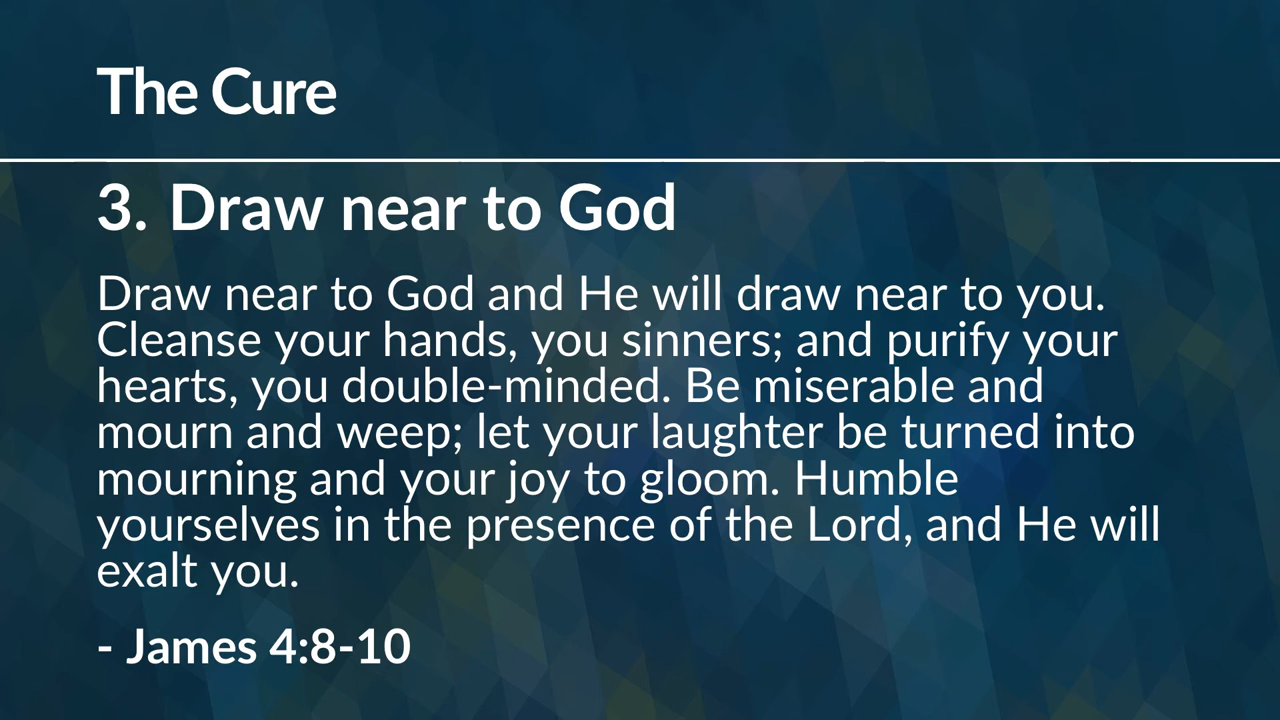 The Cure
3. Draw near to God
Draw near to God and He will draw near to you.
Cleanse your hands, you sinners; and purify your
hearts, you double-minded. Be miserable and
mourn and weep; let your laughter be turned into
mourning and your joy to gloom. Humble
yourselves in the presence of the Lord, and He will
exalt you.
- James 4:8-10